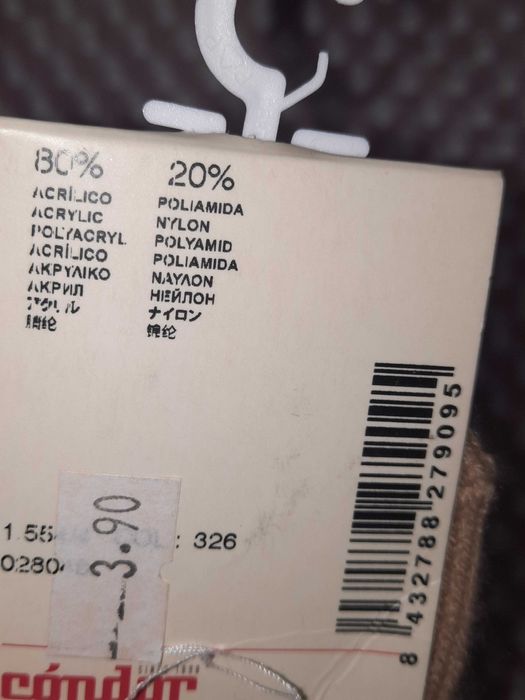 80%
ACRÍLICO
ACRYLIC
POLYACRYL
ACRÍLICO
ΑΚΡΥΛΙΚΟ
АКРИЛ
アクリル
腈纶
20%
POLIAMIDA
NYLON
POLYAMID
POLIAMIDA
ΝΑΥΛΟΝ
НЕЙЛОН
ナイロン
锦纶
8 432788 279095
3.90
: 326
cóndor